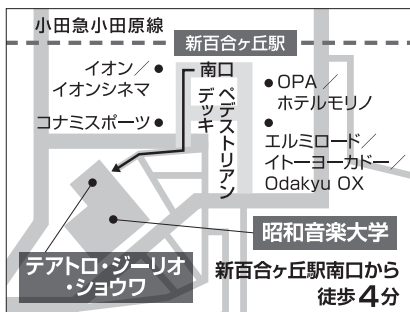 小田急小田原線
新百合ヶ丘駅
イオン／
イオンシネマ
南口
OPA／
ホテルモリノ
コナミスポーツ
ペデストリアン
デッキ
エルミロード／
イトーヨーカドー／
Odakyu OX
昭和音楽大学
テアトロ・ジーリオ
・ショウワ
新百合ヶ丘駅南口から
徒歩4分